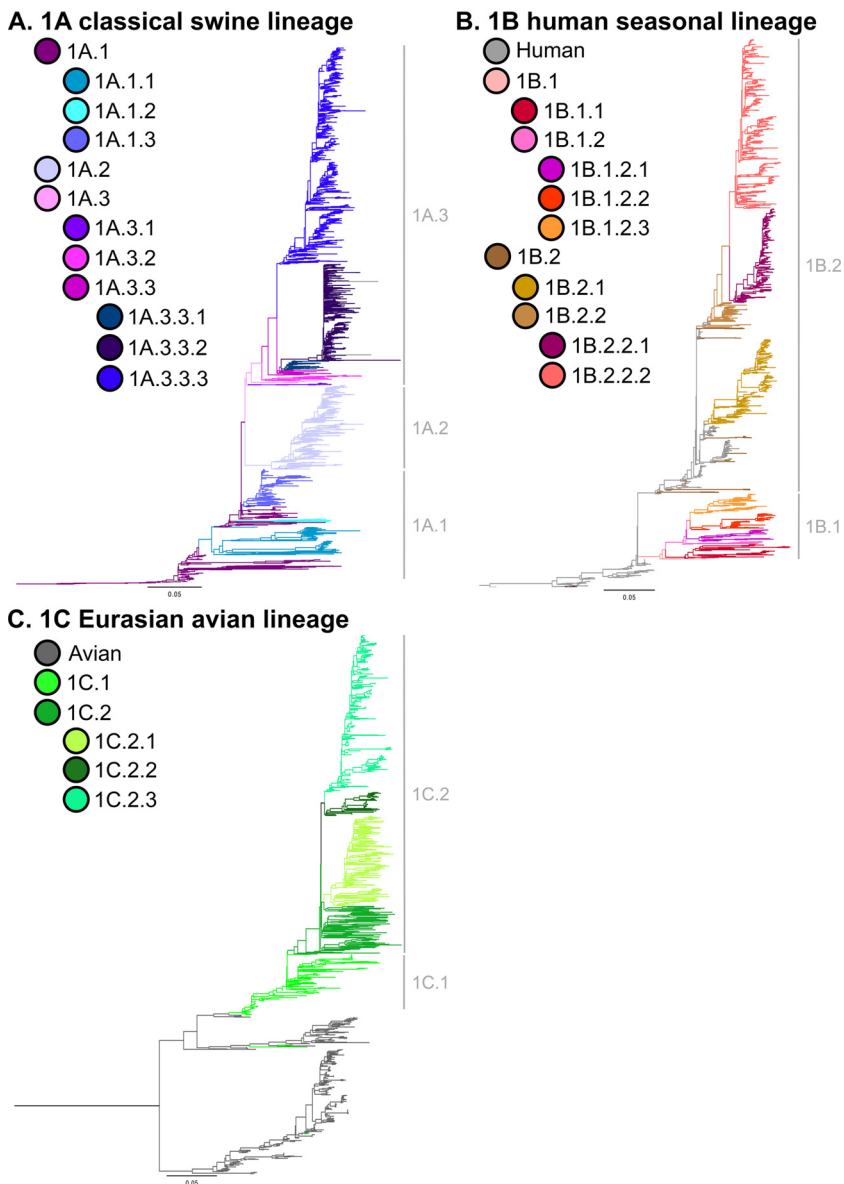 A. 1A classical swine lineage
1A.1
1A.1.1
1A.1.2
1A.1.3
1A.2
1A.3
1A.3.1
1A.3.2
1A.3.3
1A.3.3.1
1A.3.3.2
1A.3.3.3
1A.3
1A.2
1A.1
0.05
B. 1B human seasonal lineage
Human
1B.1
1B.1.1
1B.1.2
1B.1.2.1
1B.1.2.2
1B.1.2.3
1B.2
1B.2.1
1B.2.2
1B.2.2.1
1B.2.2.2
1B.2
1B.1
0.05
C. 1C Eurasian avian lineage
Avian
1C.1
1C.2
1C.2.1
1C.2.2
1C.2.3
1C.2
1C.1
0.05